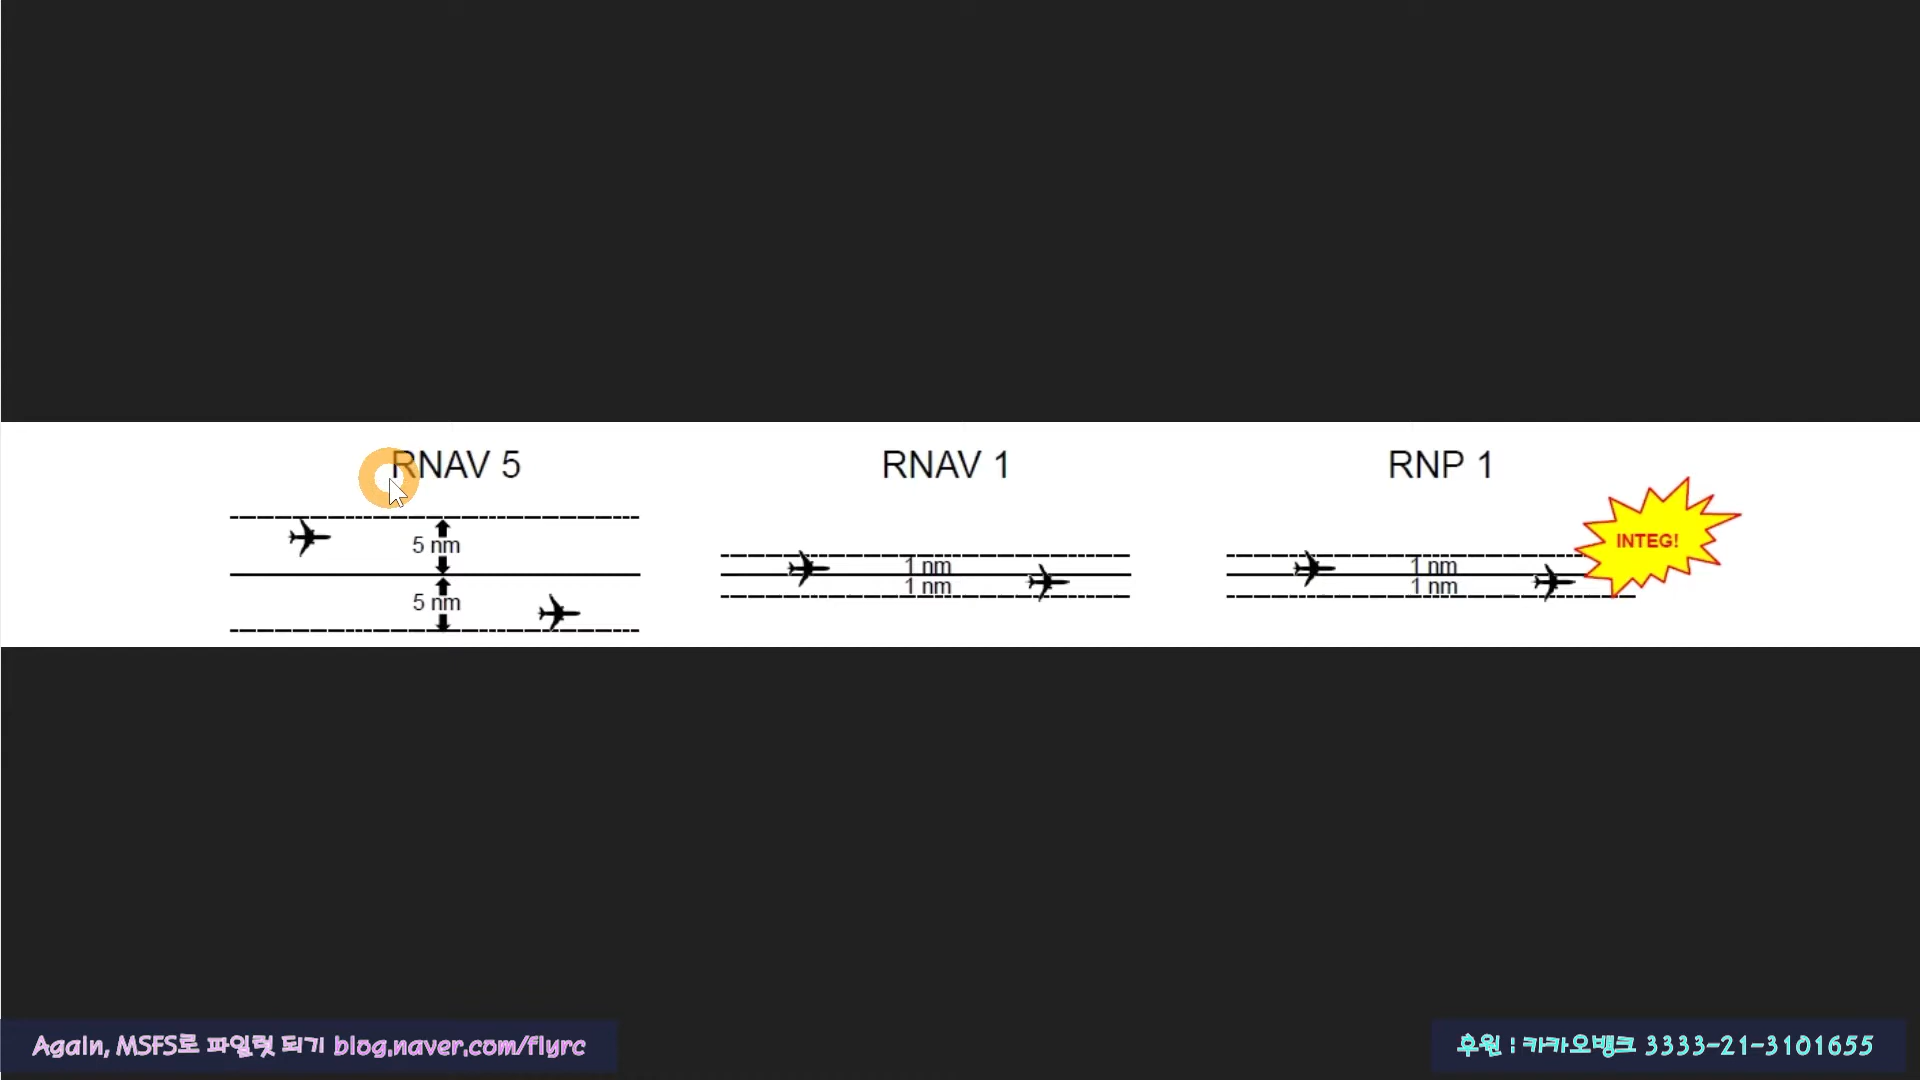 RNAV 5
RNAV 1
RNP 1
5 nm
5 nm
1 nm
1 nm
1 nm
1 nm
INTEG!
Again, MSFS로 파일럿 되기 blog.naver.com/flyrc
후원 : 카카오뱅크 3333-21-3101655